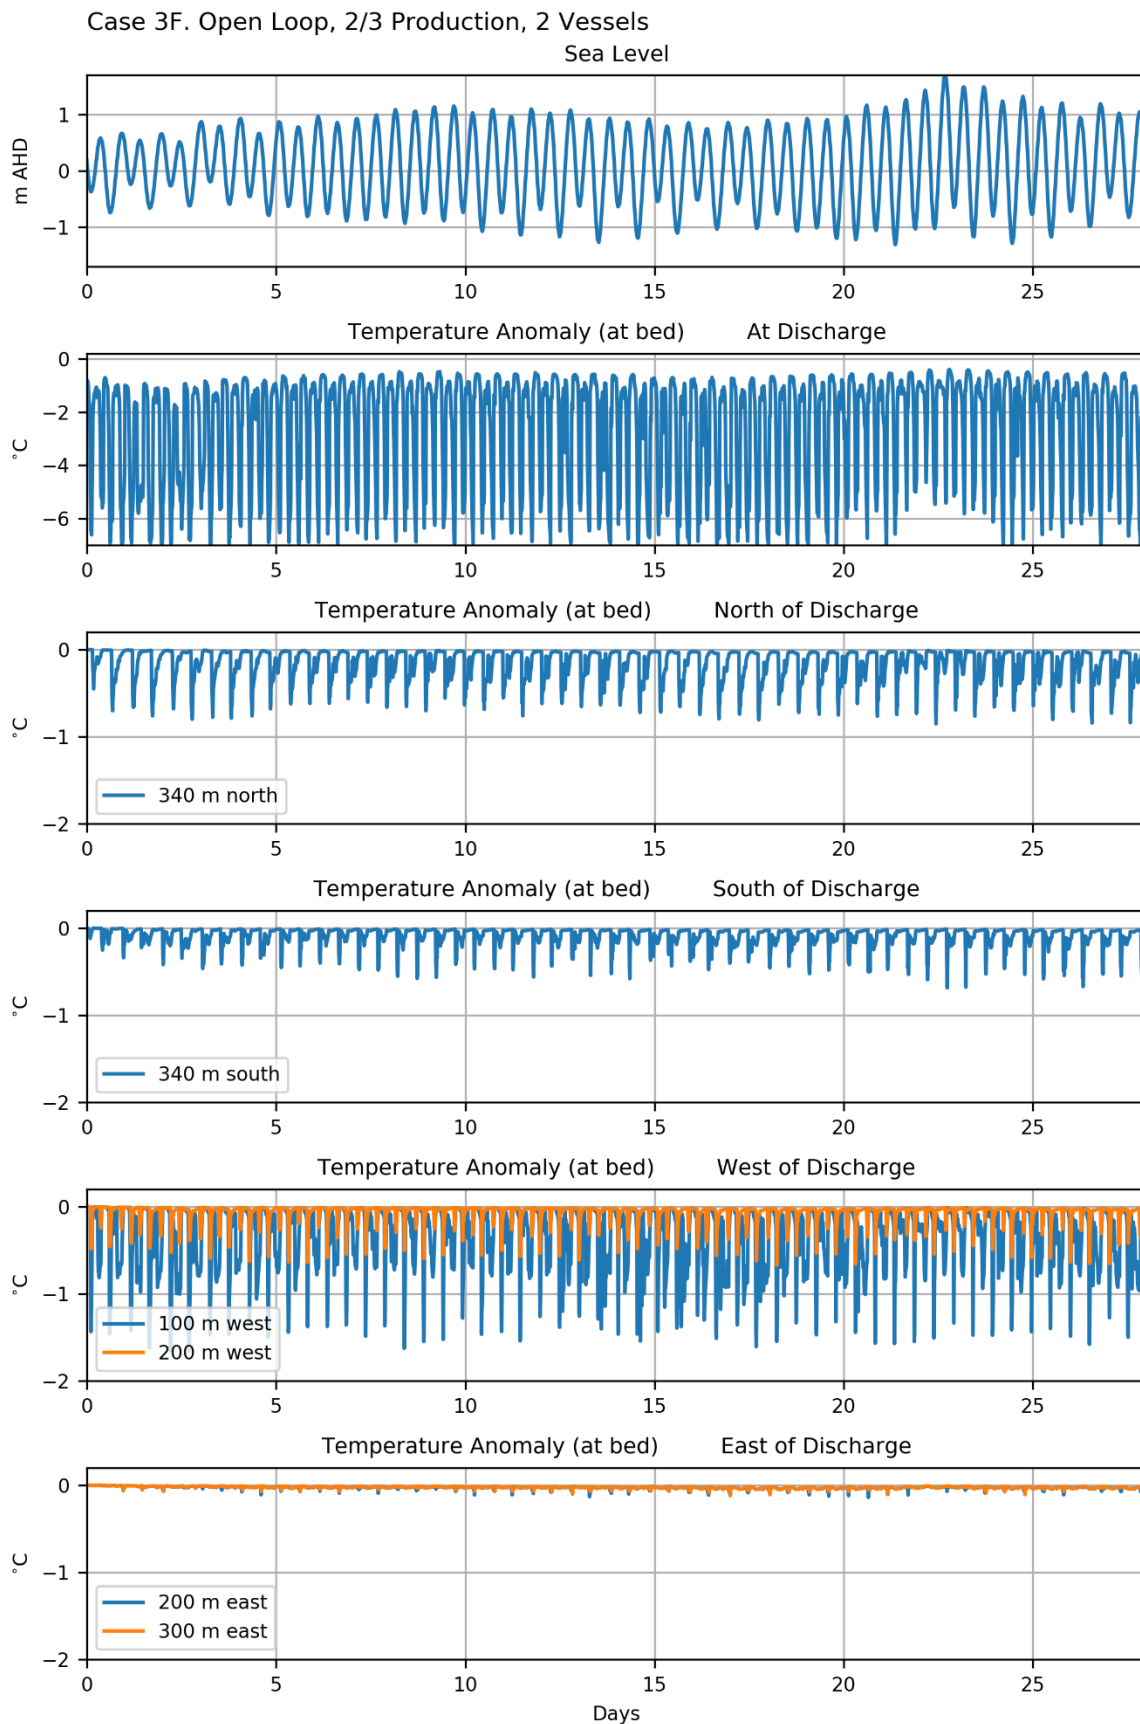 Case 3F. Open Loop, 2/3 Production, 2 Vessels
Sea Level
1
0
−1
m AHD
0 5 10 15 20 25
Temperature Anomaly (at bed) At Discharge
0
−2
−4
−6
°C
0 5 10 15 20 25
Temperature Anomaly (at bed) North of Discharge
0
−1
−2
°C
340 m north
0 5 10 15 20 25
Temperature Anomaly (at bed) South of Discharge
0
−1
−2
°C
340 m south
0 5 10 15 20 25
Temperature Anomaly (at bed) West of Discharge
0
−1
−2
°C
100 m west
200 m west
0 5 10 15 20 25
Temperature Anomaly (at bed) East of Discharge
0
−1
−2
°C
200 m east
300 m east
0 5 10 15 20 25
Days